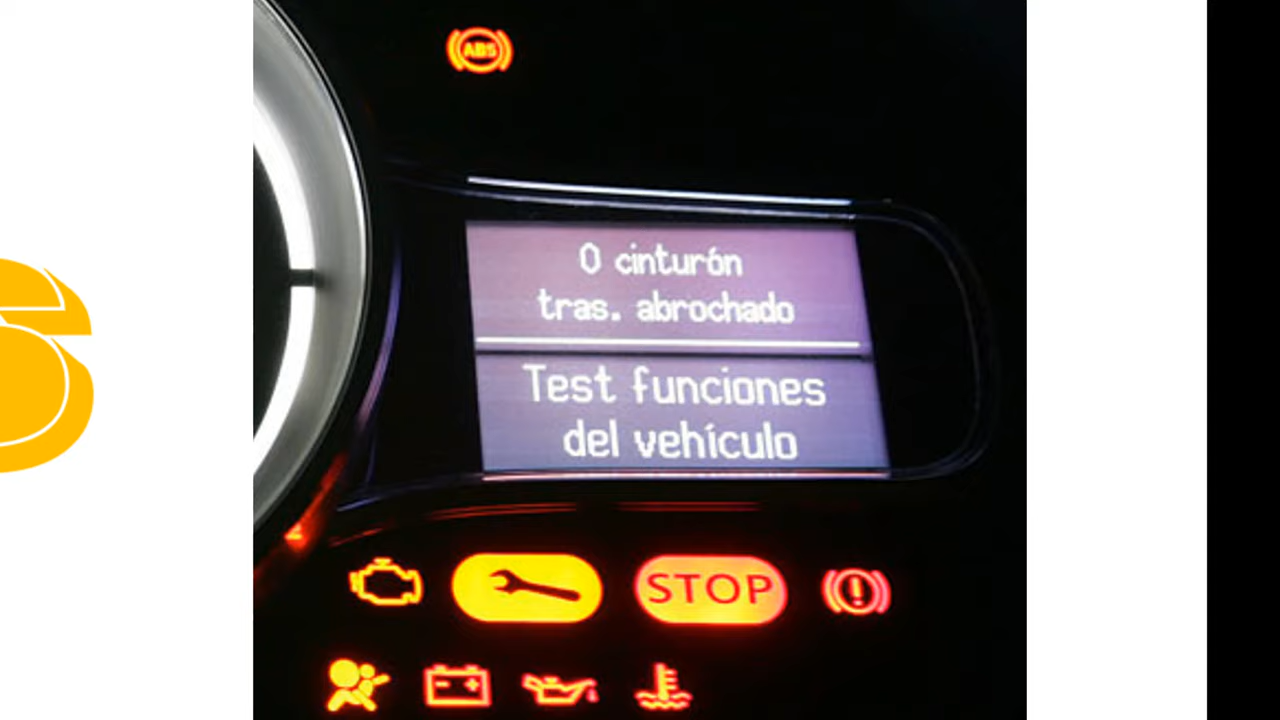 ABS
0 cinturón
tras. abrochado
Test funciones
del vehículo
STOP